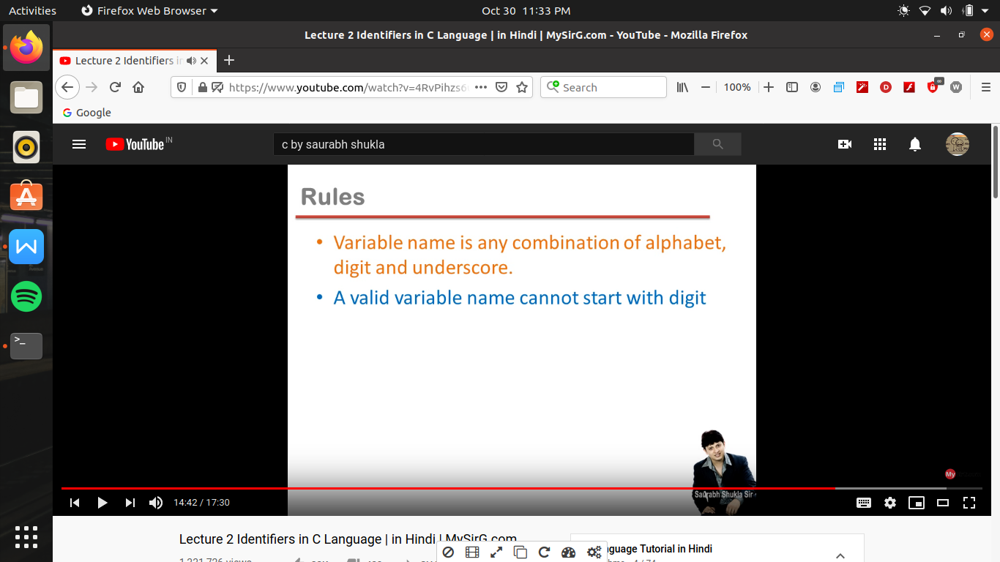 Activities
Firefox Web Browser
Oct 30 11:33 PM
Lecture 2 Identifiers in C Language | in Hindi | MySirG.com - YouTube - Mozilla Firefox
Lecture 2 Identifiers in
https://www.youtube.com/watch?v=4RvPihzs6
Search
100%
Google
YouTube IN
c by saurabh shukla
Rules
• Variable name is any combination of alphabet,
digit and underscore.
• A valid variable name cannot start with digit
My
Saurabh Shukla Sir
14:42 / 17:30
Lecture 2 Identifiers in C Language | in Hindi | MySirG.com
nguage Tutorial in Hindi